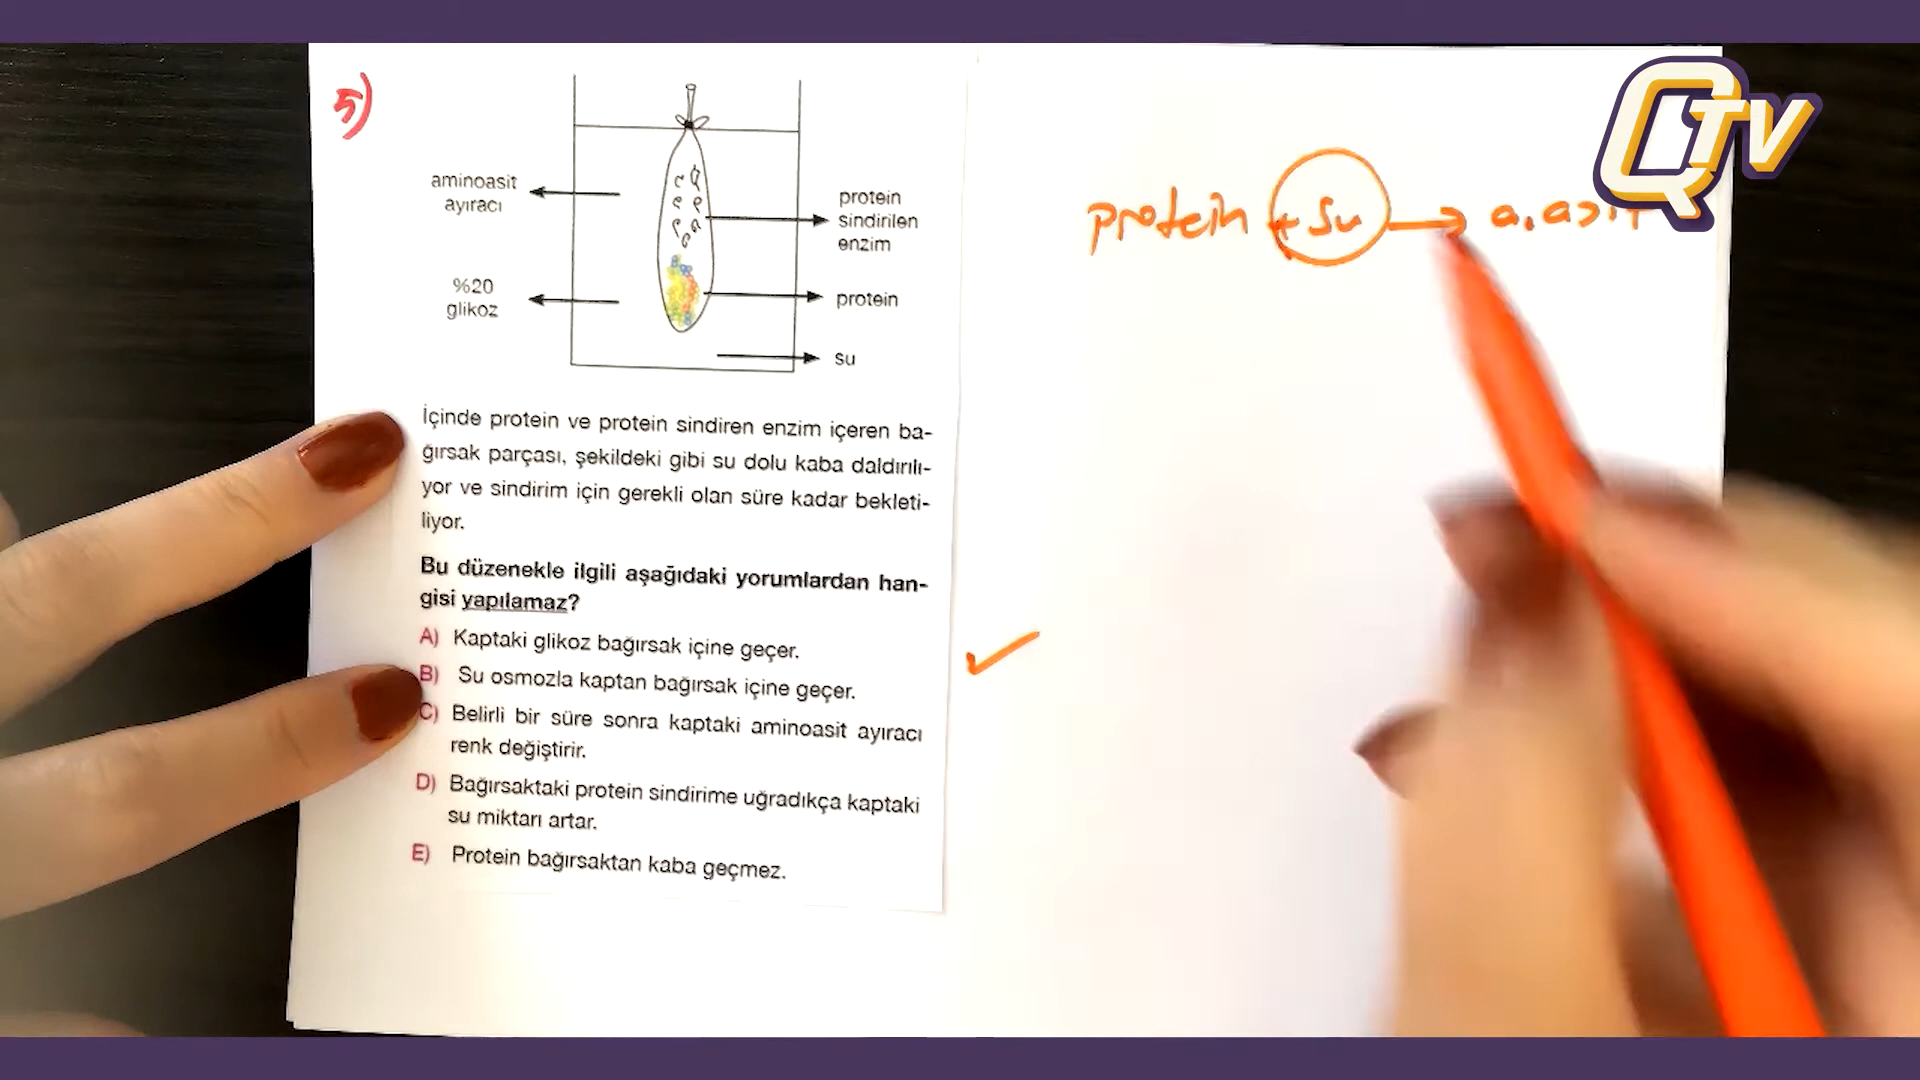 QTV
5)
aminoasit
ayıracı
%20
glikoz
protein
sindirilen
enzim
protein
su
İçinde protein ve protein sindiren enzim içeren ba-
ğırsak parçası, şekildeki gibi su dolu kaba daldırılı-
yor ve sindirim için gerekli olan süre kadar bekleti-
liyor.
Bu düzenekle ilgili aşağıdaki yorumlardan han-
gisi yapılamaz?
A) Kaptaki glikoz bağırsak içine geçer.
B) Su osmozla kaptan bağırsak içine geçer.
C) Belirli bir süre sonra kaptaki aminoasit ayıracı
renk değiştirir.
D) Bağırsaktaki protein sindirime uğradıkça kaptaki
su miktarı artar.
E) Protein bağırsaktan kaba geçmez.
protein + su → a.asit